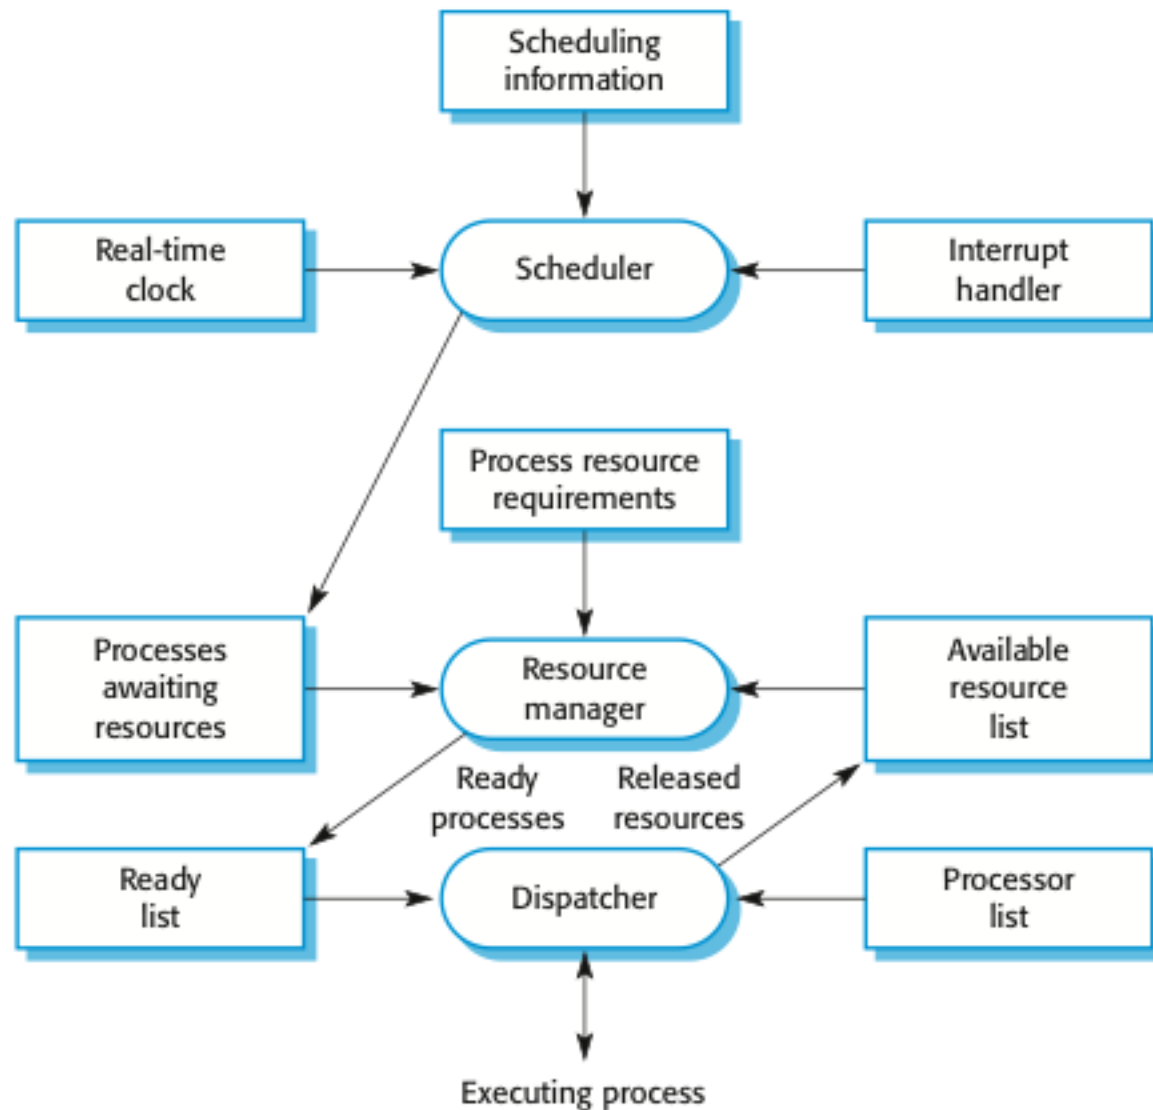 Scheduling
information
Real-time
clock
Scheduler
Interrupt
handler
Process resource
requirements
Processes
awaiting
resources
Resource
manager
Available
resource
list
Ready
processes
Released
resources
Ready
list
Dispatcher
Processor
list
Executing process